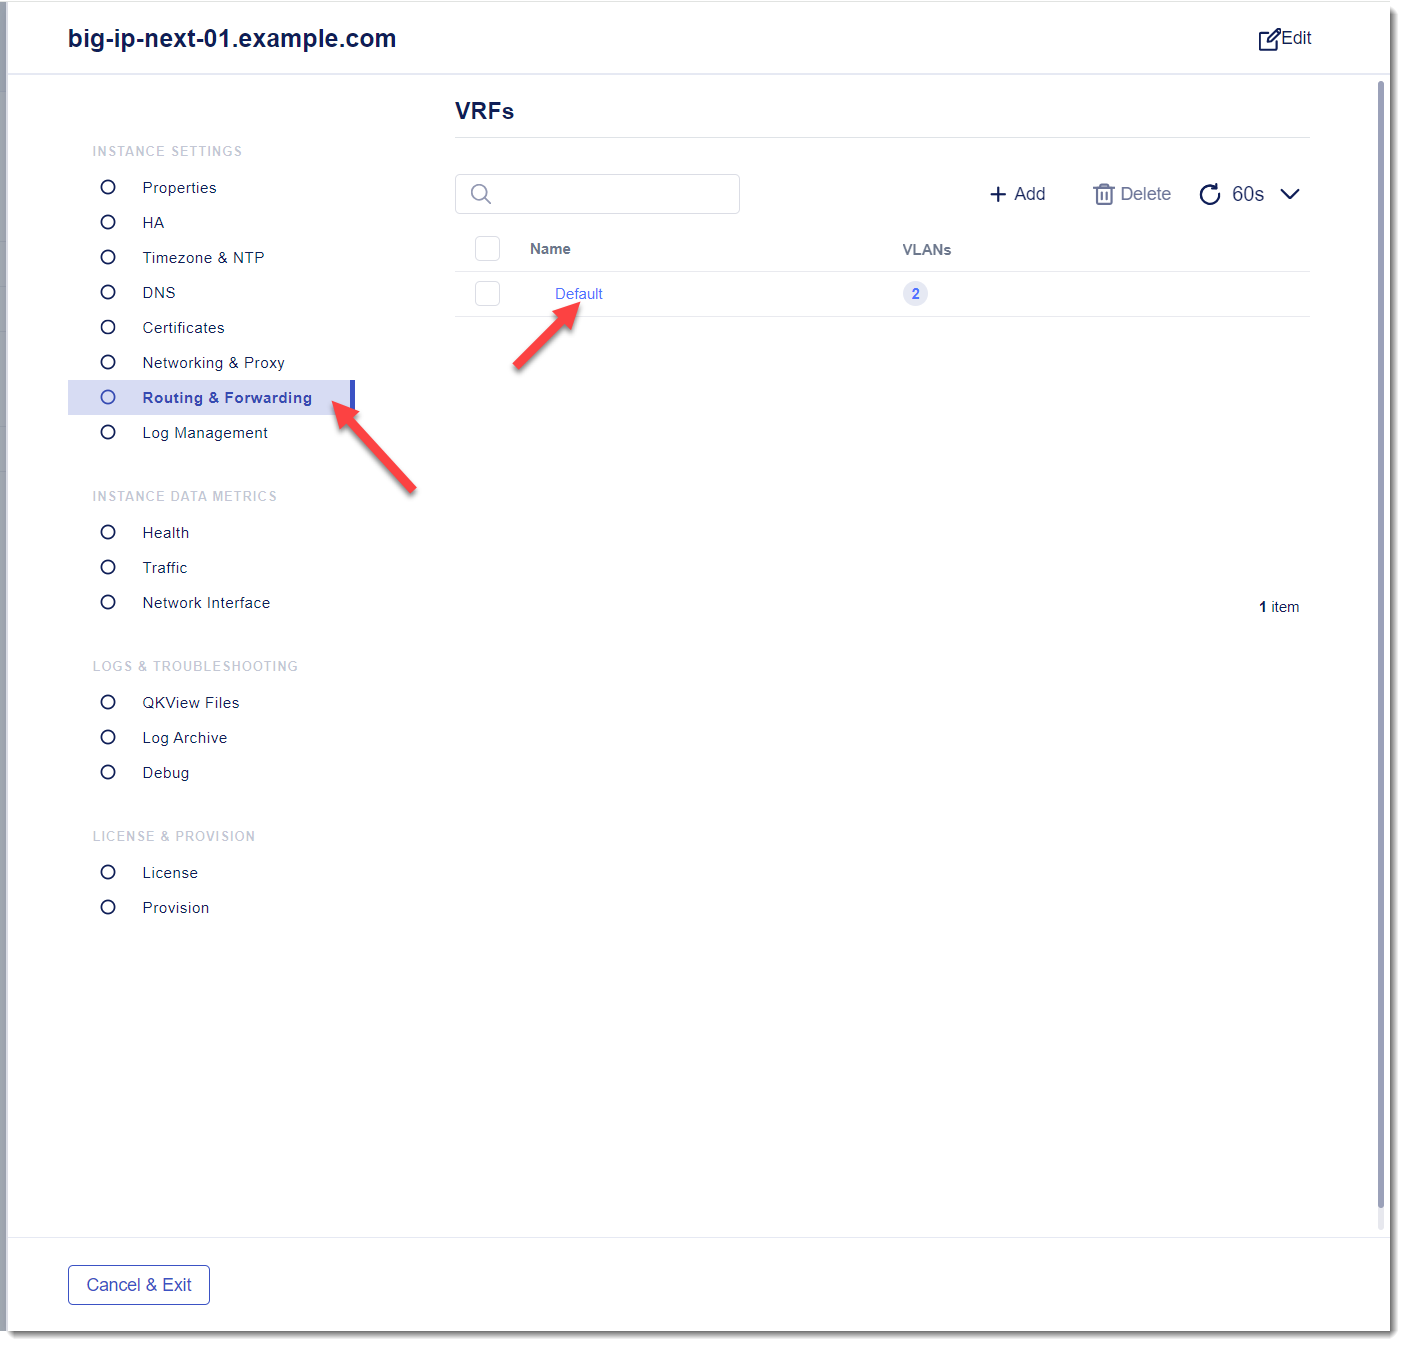 big-ip-next-01.example.com
Edit
INSTANCE SETTINGS
Properties
HA
Timezone & NTP
DNS
Certificates
Networking & Proxy
Routing & Forwarding
Log Management
INSTANCE DATA METRICS
Health
Traffic
Network Interface
LOGS & TROUBLESHOOTING
QKView Files
Log Archive
Debug
LICENSE & PROVISION
License
Provision
VRFs
Add Delete 60s
Name VLANs
Default 2
1 item
Cancel & Exit